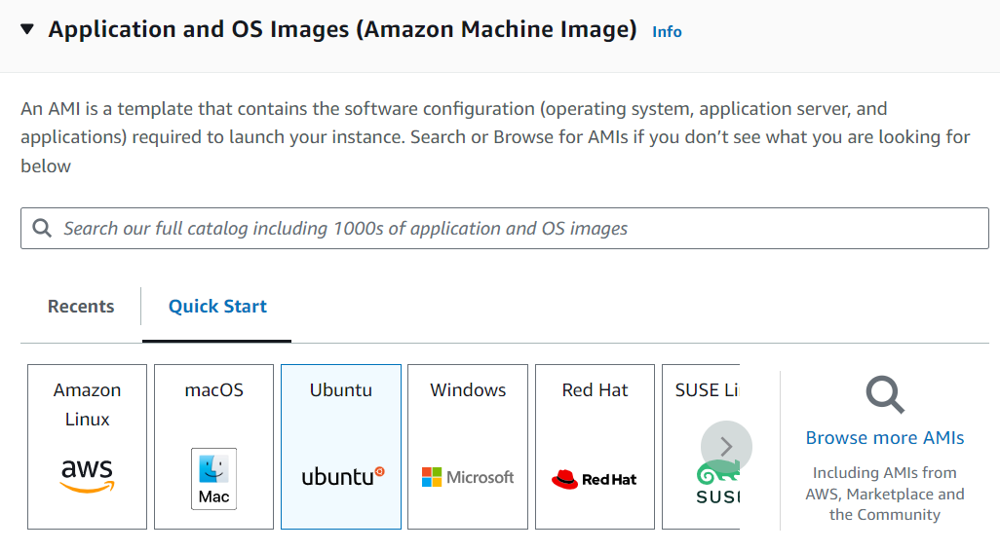 Application and OS Images (Amazon Machine Image) Info
An AMI is a template that contains the software configuration (operating system, application server, and
applications) required to launch your instance. Search or Browse for AMIs if you don’t see what you are looking for
below
Search our full catalog including 1000s of application and OS images
Recents
Quick Start
Amazon
Linux
aws
macOS
Mac
Ubuntu
ubuntu
Windows
Microsoft
Red Hat
Red Hat
SUSE Li
SUS
Browse more AMIs
Including AMIs from
AWS, Marketplace and
the Community